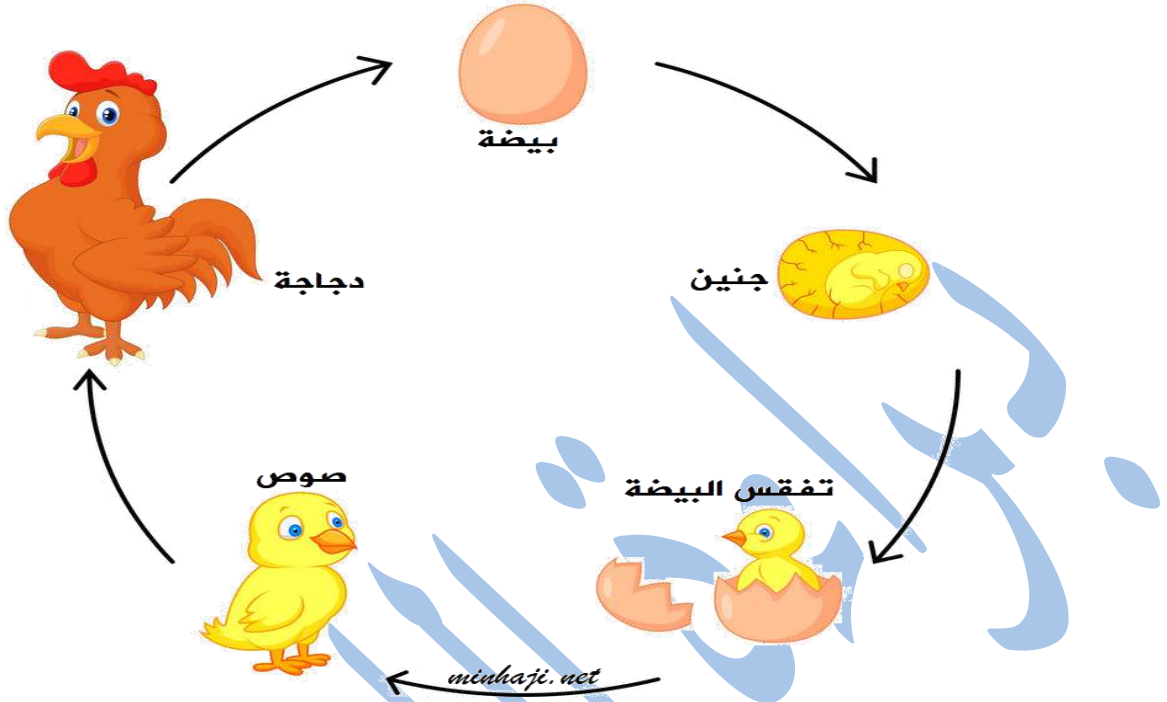 بيضة
جنين
دجاجة
تفقس البيضة
صوص
minhaji.net